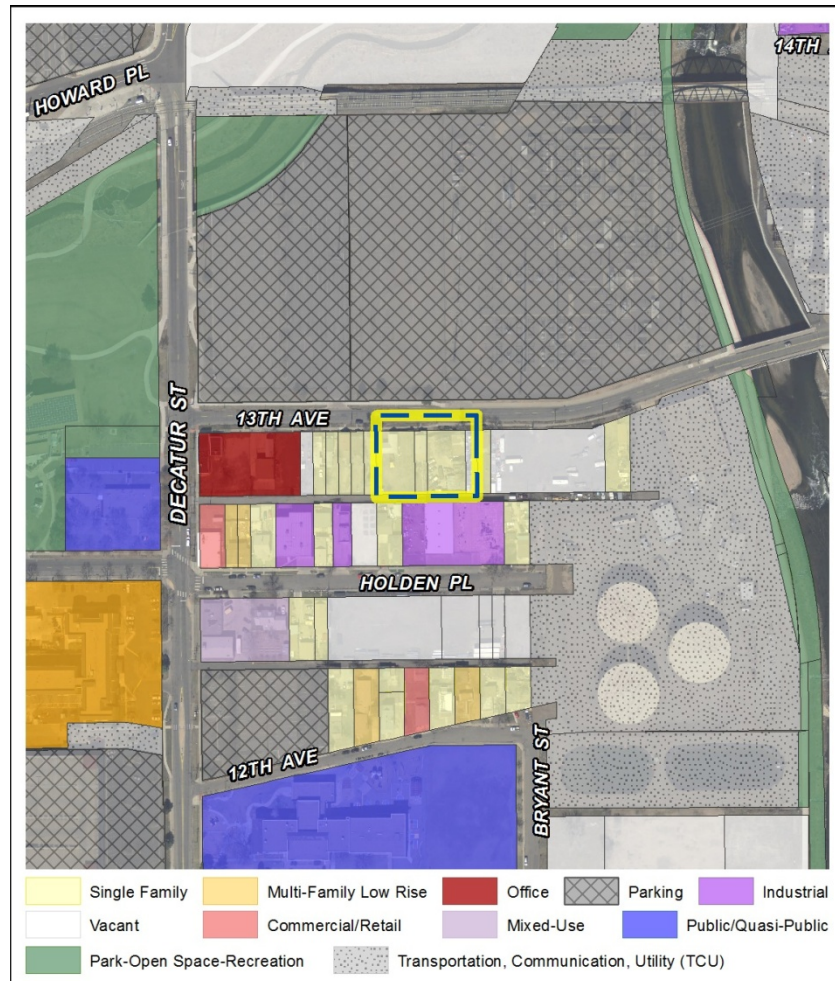 HOWARD PL
14TH
DECATUR ST
13TH AVE
HOLDEN PL
12TH AVE
BRYANT ST
Single Family
Multi-Family Low Rise
Office
Parking
Industrial
Vacant
Commercial/Retail
Mixed-Use
Public/Quasi-Public
Park-Open Space-Recreation
Transportation, Communication, Utility (TCU)